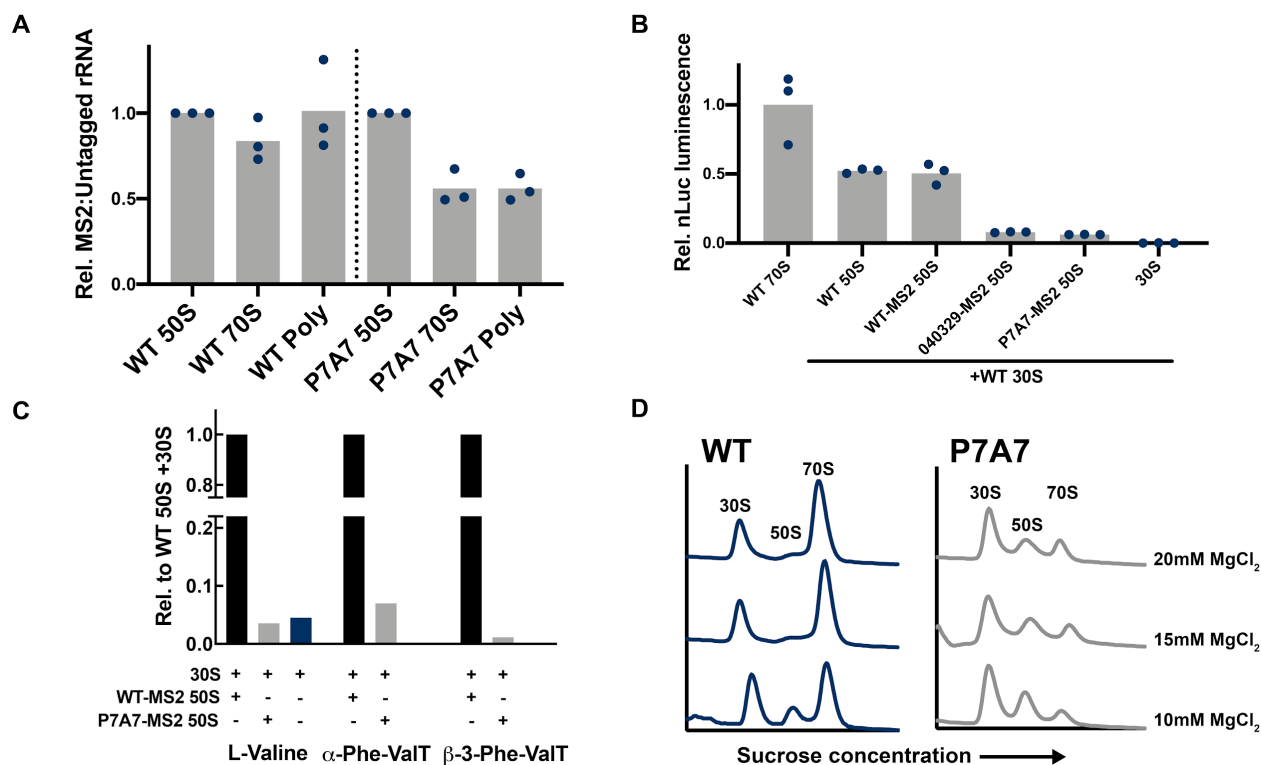 A
Rel. MS2:Untagged rRNA
1.0
0.5
0.0
WT 50S
WT 70S
WT Poly
P7A7 50S
P7A7 70S
P7A7 Poly
B
Rel. nLuc luminescence
1.0
0.5
0.0
WT 70S
WT 50S
WT-MS2 50S
040329-MS2 50S
P7A7-MS2 50S
30S
+WT 30S
C
Rel. to WT 50S +30S
1.0
0.8
0.2
0.1
0.0
30S + + + + + + +
WT-MS2 50S + - - + - + -
P7A7-MS2 50S - + - - + - +
L-Valine α-Phe-ValT β-3-Phe-ValT
D
WT
30S
50S
70S
P7A7
30S
50S
70S
20mM MgCl₂
15mM MgCl₂
10mM MgCl₂
Sucrose concentration